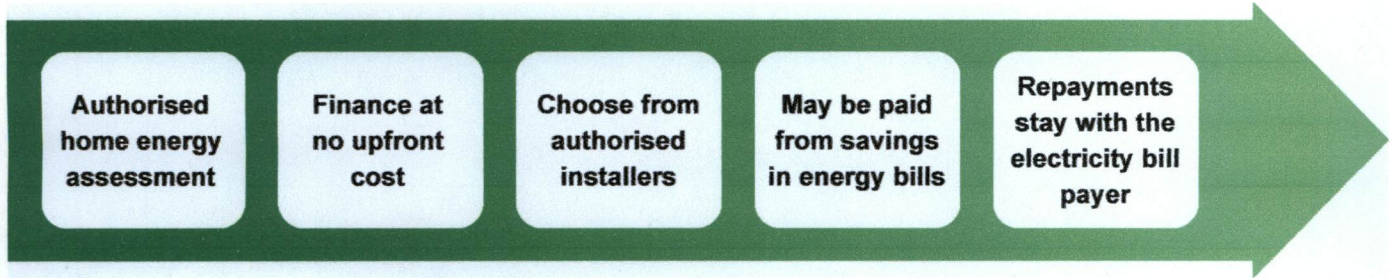 Authorised
home energy
assessment
Finance at
no upfront
cost
Choose from
authorised
installers
May be paid
from savings
in energy bills
Repayments
stay with the
electricity bill
payer